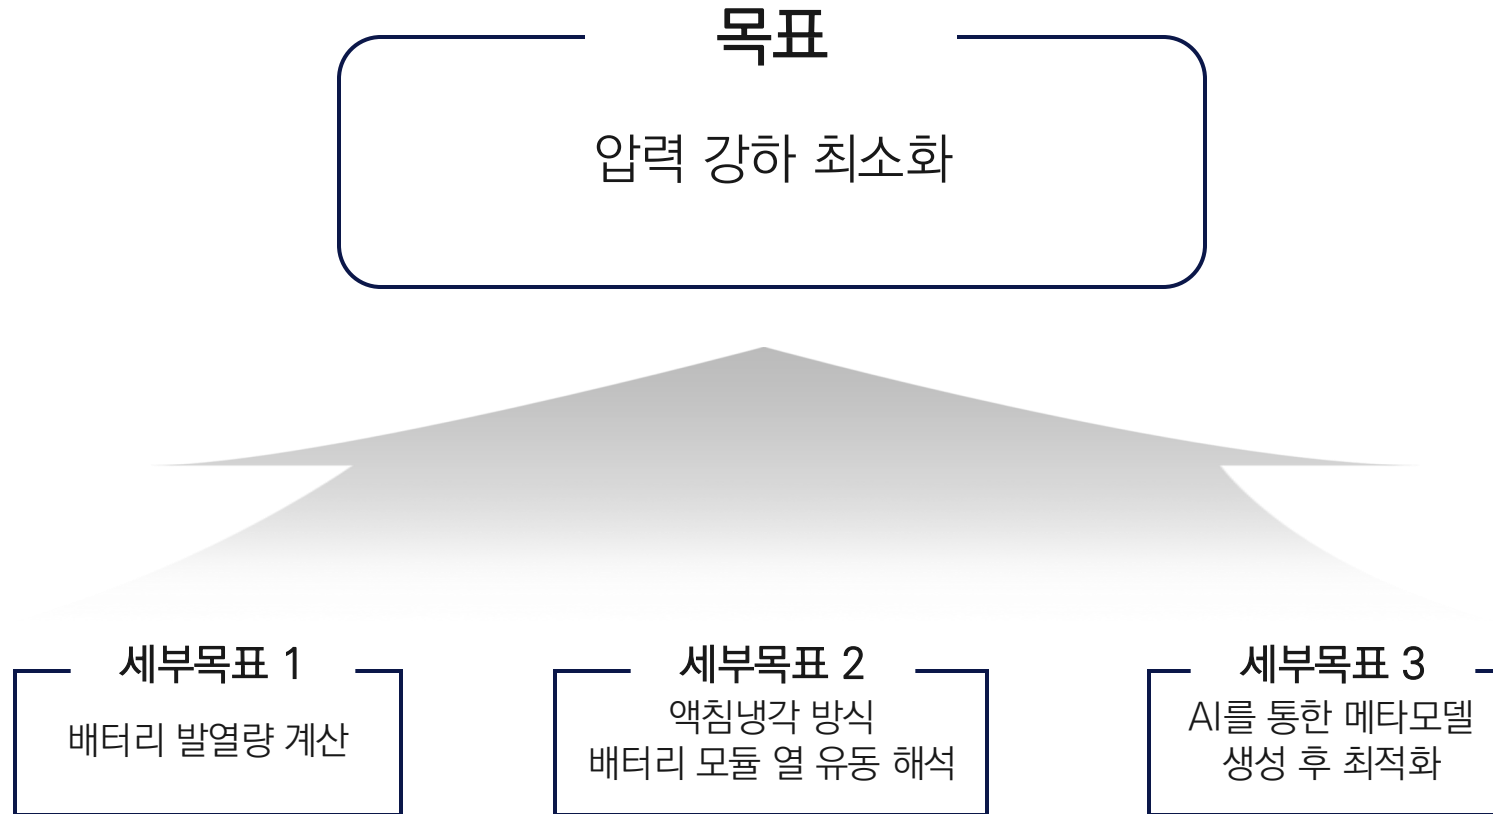 목표
압력 강하 최소화
세부목표 1
배터리 발열량 계산
세부목표 2
액침냉각 방식
배터리 모듈 열 유동 해석
세부목표 3
AI를 통한 메타모델
생성 후 최적화